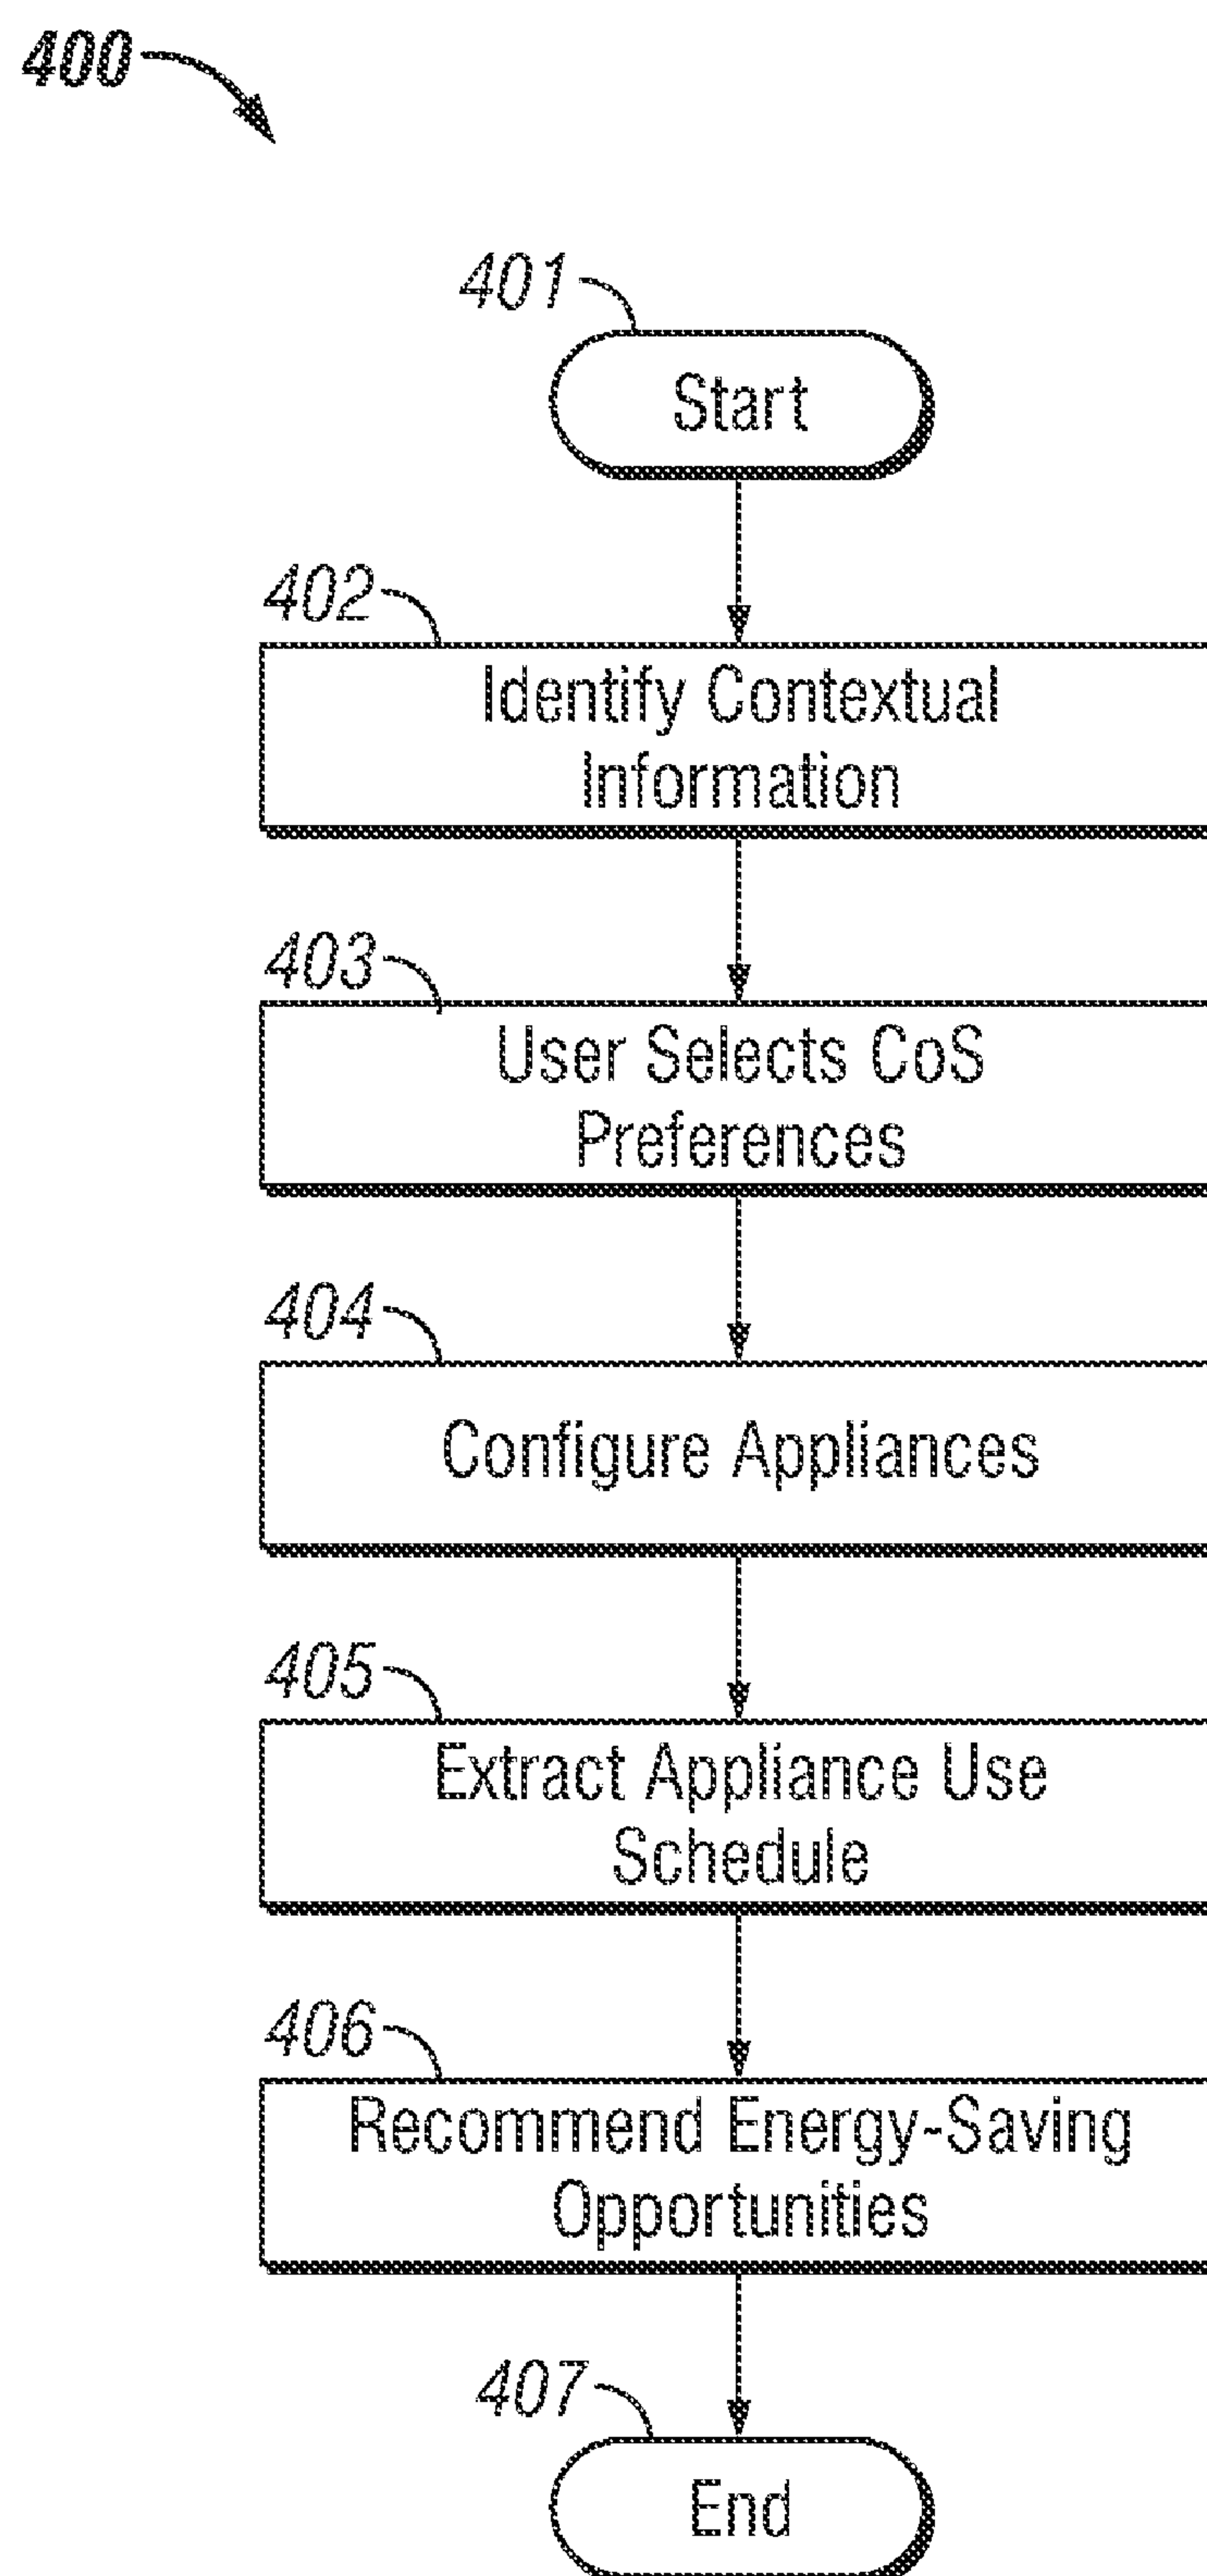 400
401
Start
402
Identify Contextual
Information
403
User Selects CoS
Preferences
404
Configure Appliances
405
Extract Appliance Use
Schedule
406
Recommend Energy-Saving
Opportunities
407
End